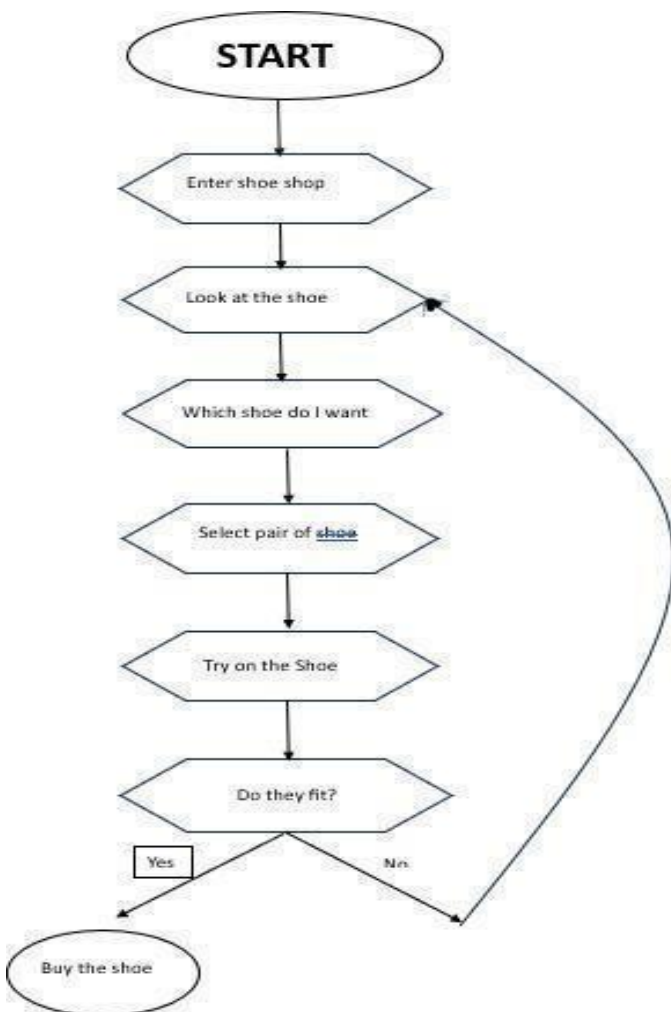 START
Enter shoe shop
Look at the shoe
Which shoe do I want
Select pair of shoe
Try on the Shoe
Do they fit?
Yes
No
Buy the shoe